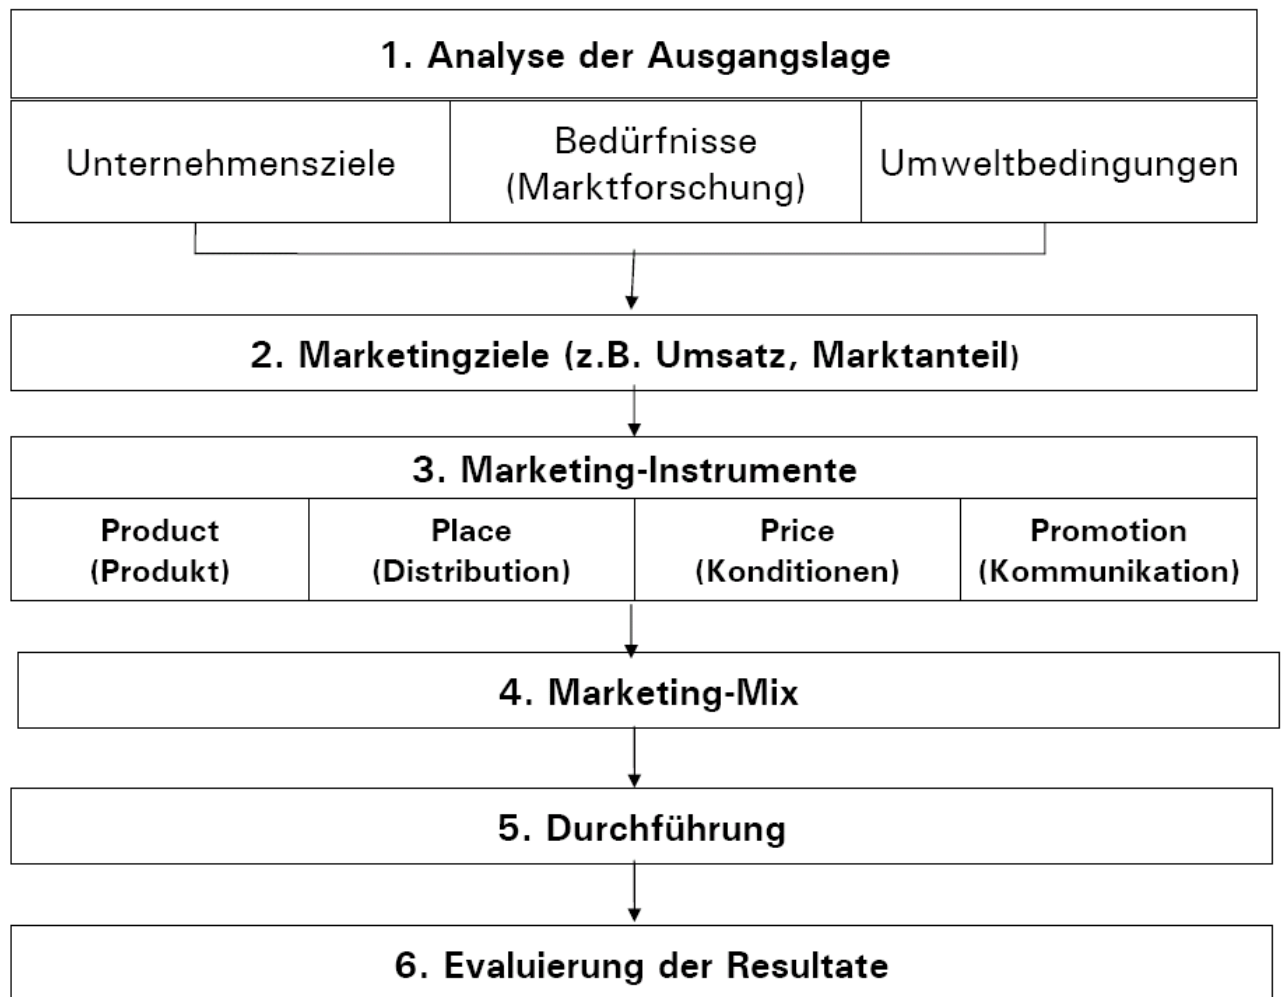 1. Analyse der Ausgangslage
Unternehmensziele
Bedürfnisse
(Marktforschung)
Umweltbedingungen
2. Marketingziele (z.B. Umsatz, Marktanteil)
3. Marketing-Instrumente
Product
(Produkt)
Place
(Distribution)
Price
(Konditionen)
Promotion
(Kommunikation)
4. Marketing-Mix
5. Durchführung
6. Evaluierung der Resultate